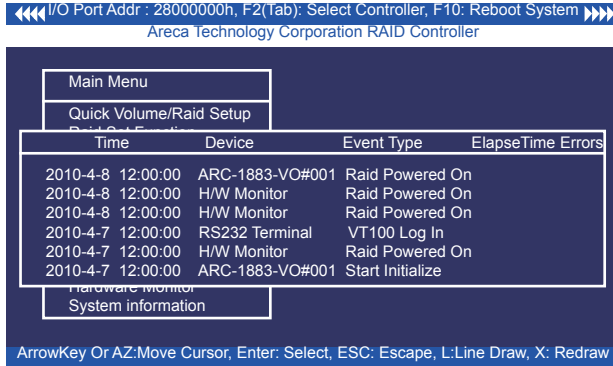 I/O Port Addr : 28000000h, F2(Tab): Select Controller, F10: Reboot System
Areca Technology Corporation RAID Controller
Main Menu
Quick Volume/Raid Setup
Raid Set Function
Time Device Event Type ElapseTime Errors
2010-4-8 12:00:00 ARC-1883-VO#001 Raid Powered On
2010-4-8 12:00:00 H/W Monitor Raid Powered On
2010-4-8 12:00:00 H/W Monitor Raid Powered On
2010-4-7 12:00:00 RS232 Terminal VT100 Log In
2010-4-7 12:00:00 H/W Monitor Raid Powered On
2010-4-7 12:00:00 ARC-1883-VO#001 Start Initialize
Hardware Monitor
System information
ArrowKey Or AZ:Move Cursor, Enter: Select, ESC: Escape, L:Line Draw, X: Redraw